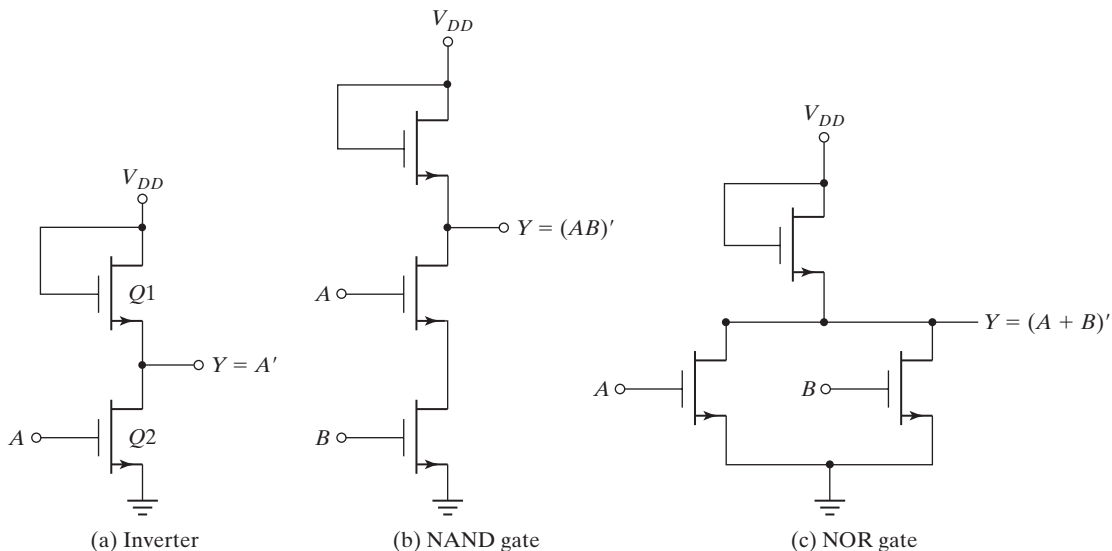 V_DD
Q1
Y = A′
A
Q2
(a) Inverter
V_DD
Y = (AB)′
A
B
(b) NAND gate
V_DD
Y = (A + B)′
A
B
(c) NOR gate